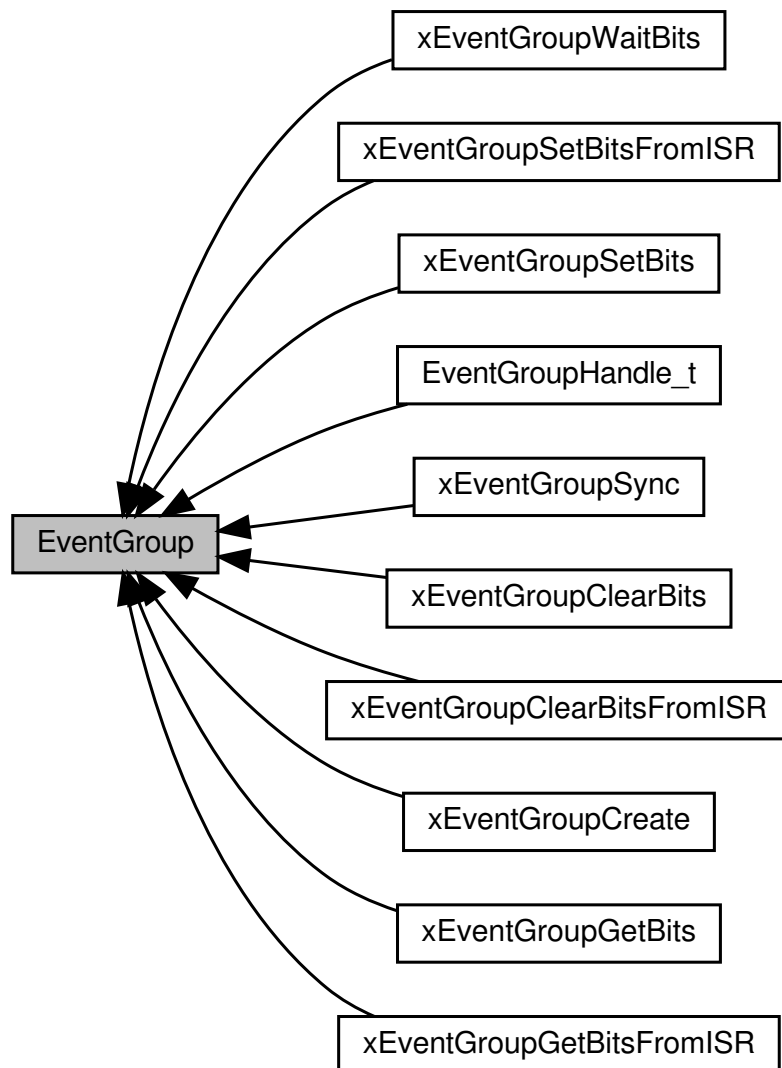 xEventGroupWaitBits
xEventGroupSetBitsFromISR
xEventGroupSetBits
EventGroupHandle_t
xEventGroupSync
EventGroup
xEventGroupClearBits
xEventGroupClearBitsFromISR
xEventGroupCreate
xEventGroupGetBits
xEventGroupGetBitsFromISR